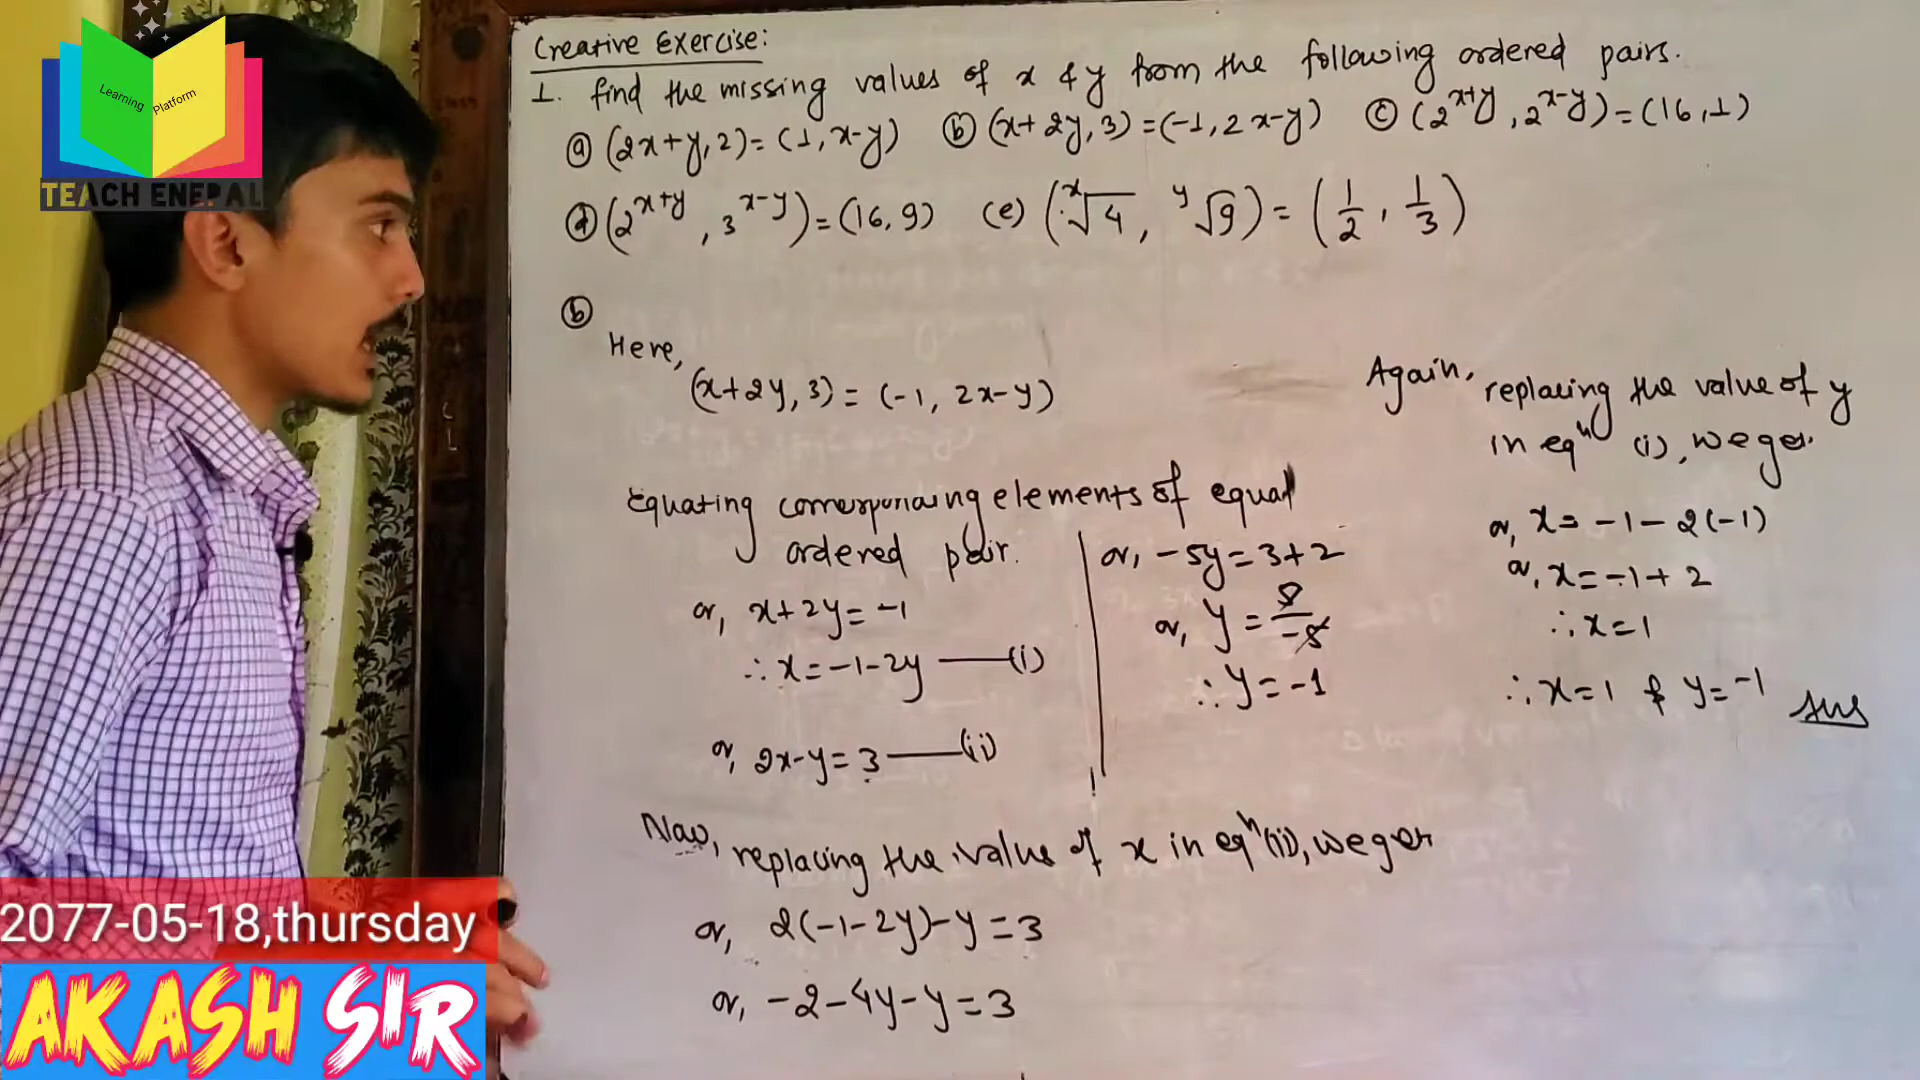 Learning Platform
TEACH ENEPAL
Creative Exercise:
1. find the missing values of x & y from the following ordered pairs.
ⓐ (2x+y, 2) = (1, x-y) ⓑ (x+2y, 3) = (-1, 2x-y) ⓒ (2^{x+y}, 2^{x-y}) = (16, 1)
ⓓ (2^{x+y}, 3^{x-y}) = (16, 9) (e) (ˣ√4, ʸ√9) = (1/2, 1/3)
ⓑ
Here,
(x+2y, 3) = (-1, 2x-y)
Equating corresponding elements of equal
ordered pair.
or, x+2y = -1
∴ x = -1-2y —— (i)
or, 2x-y = 3 —— (ii)
Now, replacing the value of x in eqⁿ (ii), we get
or, 2(-1-2y)-y = 3
or, -2-4y-y = 3
or, -5y = 3+2
or, y = 5/-5
∴ y = -1
Again, replacing the value of y
in eqⁿ (i), we get.
or, x = -1-2(-1)
or, x = -1+2
∴ x = 1
∴ x = 1 & y = -1 Ans
2077-05-18,thursday
AKASH SIR